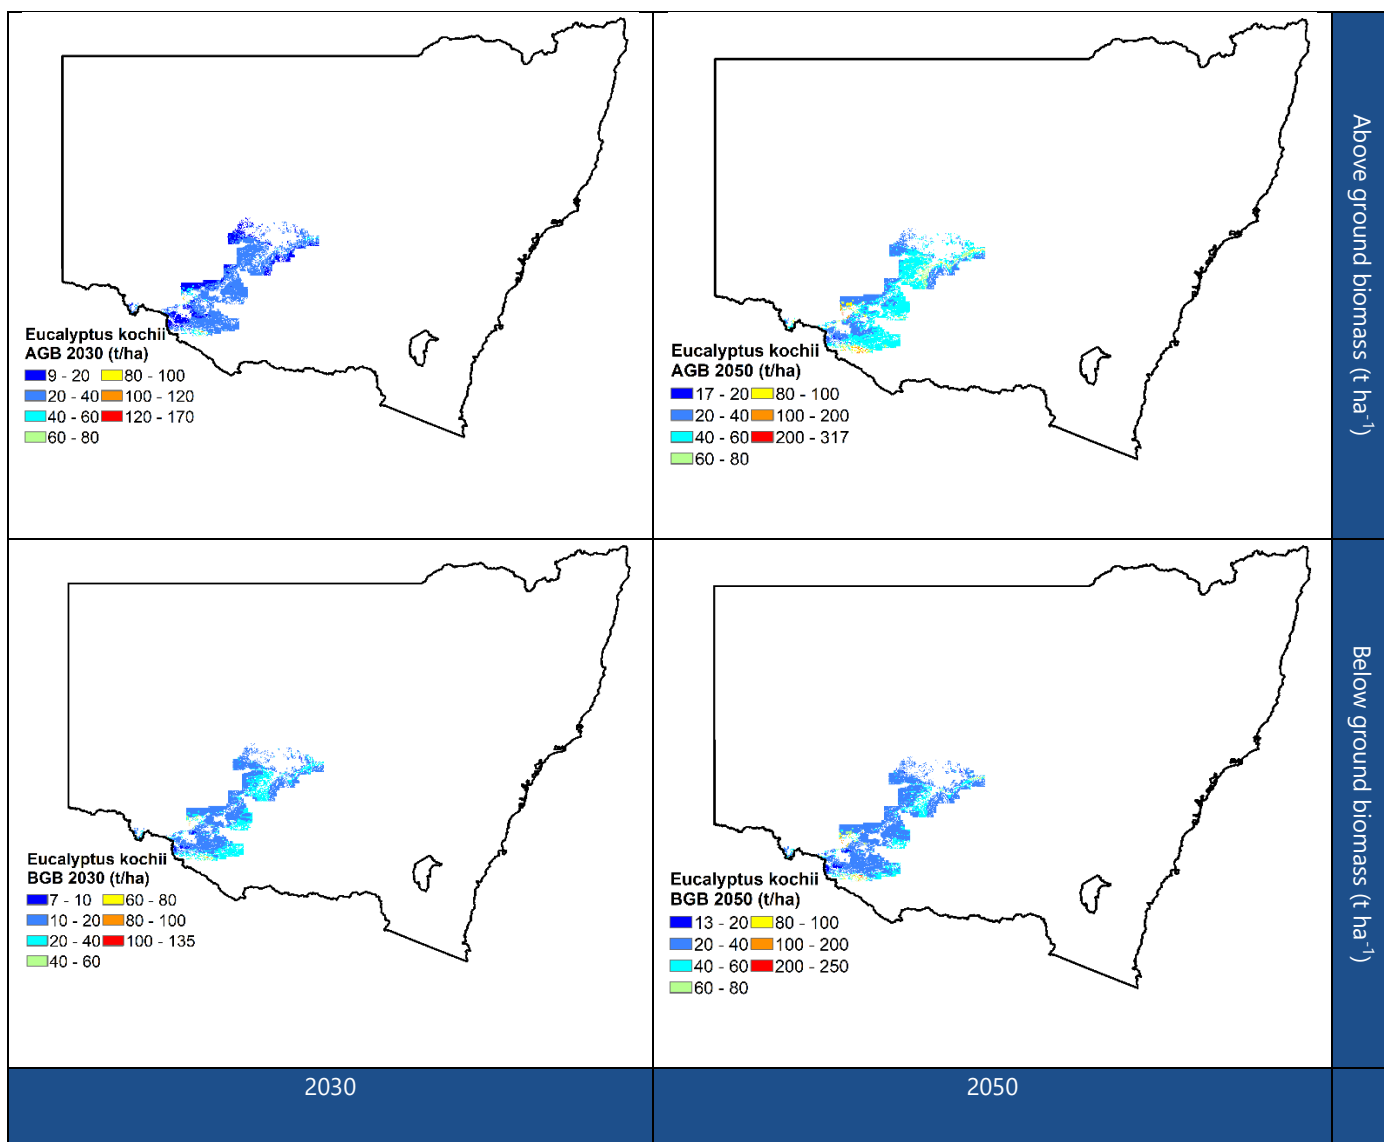 Eucalyptus kochii
AGB 2030 (t/ha)
9 - 20 80 - 100
20 - 40 100 - 120
40 - 60 120 - 170
60 - 80
Eucalyptus kochii
AGB 2050 (t/ha)
17 - 20 80 - 100
20 - 40 100 - 200
40 - 60 200 - 317
60 - 80
Above ground biomass (t ha⁻¹)
Eucalyptus kochii
BGB 2030 (t/ha)
7 - 10 60 - 80
10 - 20 80 - 100
20 - 40 100 - 135
40 - 60
Eucalyptus kochii
BGB 2050 (t/ha)
13 - 20 80 - 100
20 - 40 100 - 200
40 - 60 200 - 250
60 - 80
Below ground biomass (t ha⁻¹)
2030
2050